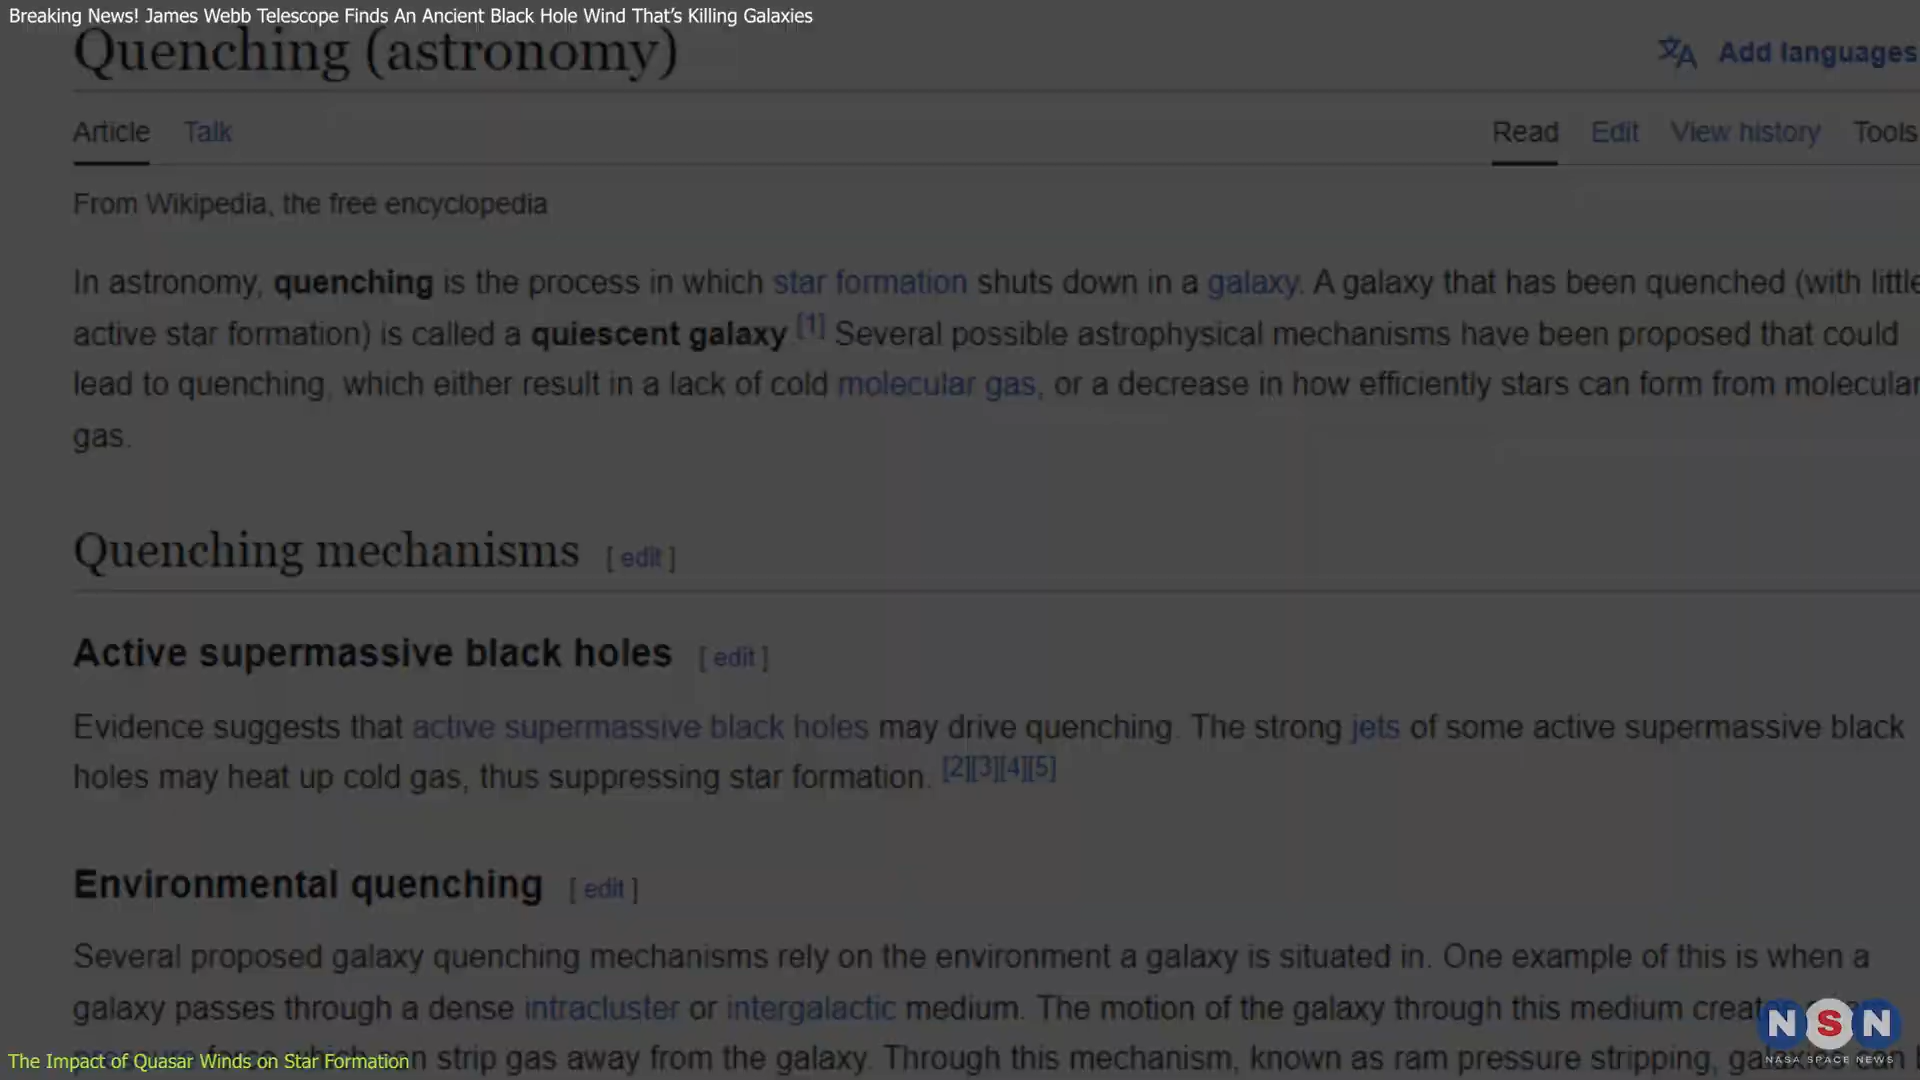 Breaking News! James Webb Telescope Finds An Ancient Black Hole Wind That’s Killing Galaxies
Quenching (astronomy)
Add languages
Article Talk
Read Edit View history Tools
From Wikipedia, the free encyclopedia
In astronomy, quenching is the process in which star formation shuts down in a galaxy. A galaxy that has been quenched (with little
active star formation) is called a quiescent galaxy.[1] Several possible astrophysical mechanisms have been proposed that could
lead to quenching, which either result in a lack of cold molecular gas, or a decrease in how efficiently stars can form from molecular
gas.
Quenching mechanisms [ edit ]
Active supermassive black holes [ edit ]
Evidence suggests that active supermassive black holes may drive quenching. The strong jets of some active supermassive black
holes may heat up cold gas, thus suppressing star formation. [2][3][4][5]
Environmental quenching [ edit ]
Several proposed galaxy quenching mechanisms rely on the environment a galaxy is situated in. One example of this is when a
galaxy passes through a dense intracluster or intergalactic medium. The motion of the galaxy through this medium
strip gas away from the galaxy. Through this mechanism, known as ram pressure stripping,
The Impact of Quasar Winds on Star Formation
NSN
NASA SPACE NEWS